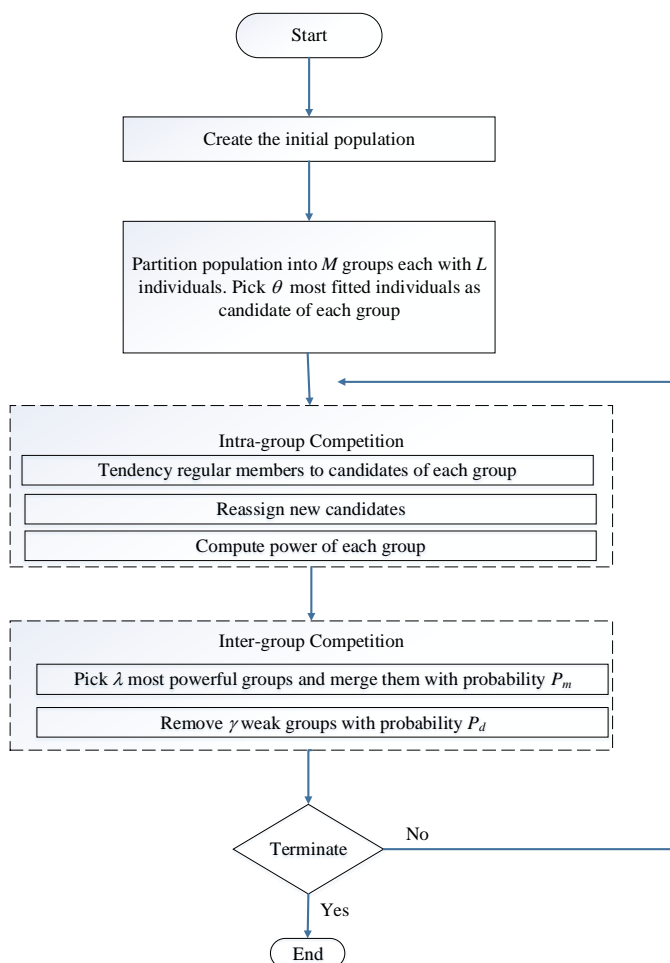 Start
Create the initial population
Partition population into M groups each with L
individuals. Pick θ most fitted individuals as
candidate of each group
Intra-group Competition
Tendency regular members to candidates of each group
Reassign new candidates
Compute power of each group
Inter-group Competition
Pick λ most powerful groups and merge them with probability Pm
Remove γ weak groups with probability Pd
Terminate
No
Yes
End